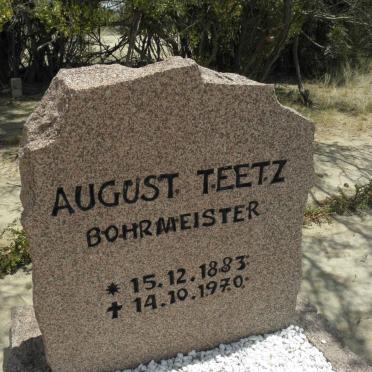 AUGUST TEETZ
BOHRMEISTER
* 15.12.1883
✝ 14.10.1970